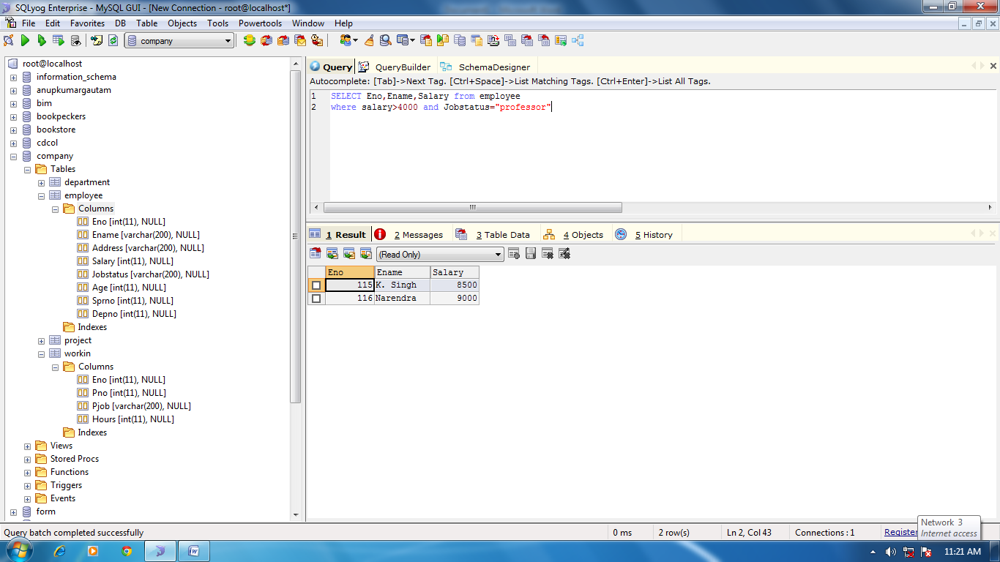 SQLyog Enterprise - MySQL GUI - [New Connection - root@localhost*]
File Edit Favorites DB Table Objects Tools Powertools Window Help
company
root@localhost
information_schema
anupkumargautam
bim
bookpeckers
bookstore
cdcol
company
Tables
department
employee
Columns
Eno [int(11), NULL]
Ename [varchar(200), NULL]
Address [varchar(200), NULL]
Salary [int(11), NULL]
Jobstatus [varchar(200), NULL]
Age [int(11), NULL]
Sprno [int(11), NULL]
Depno [int(11), NULL]
Indexes
project
workin
Columns
Eno [int(11), NULL]
Pno [int(11), NULL]
Pjob [varchar(200), NULL]
Hours [int(11), NULL]
Indexes
Views
Stored Procs
Functions
Triggers
Events
form
Query QueryBuilder SchemaDesigner
Autocomplete: [Tab]->Next Tag. [Ctrl+Space]->List Matching Tags. [Ctrl+Enter]->List All Tags.
1 SELECT Eno,Ename,Salary from employee
2 where salary>4000 and Jobstatus="professor"
1 Result 2 Messages 3 Table Data 4 Objects 5 History
(Read Only)
Eno Ename Salary
115 K. Singh 8500
116 Narendra 9000
Query batch completed successfully 0 ms 2 row(s) Ln 2, Col 43 Connections : 1 Register
Network 3
Internet access
11:21 AM